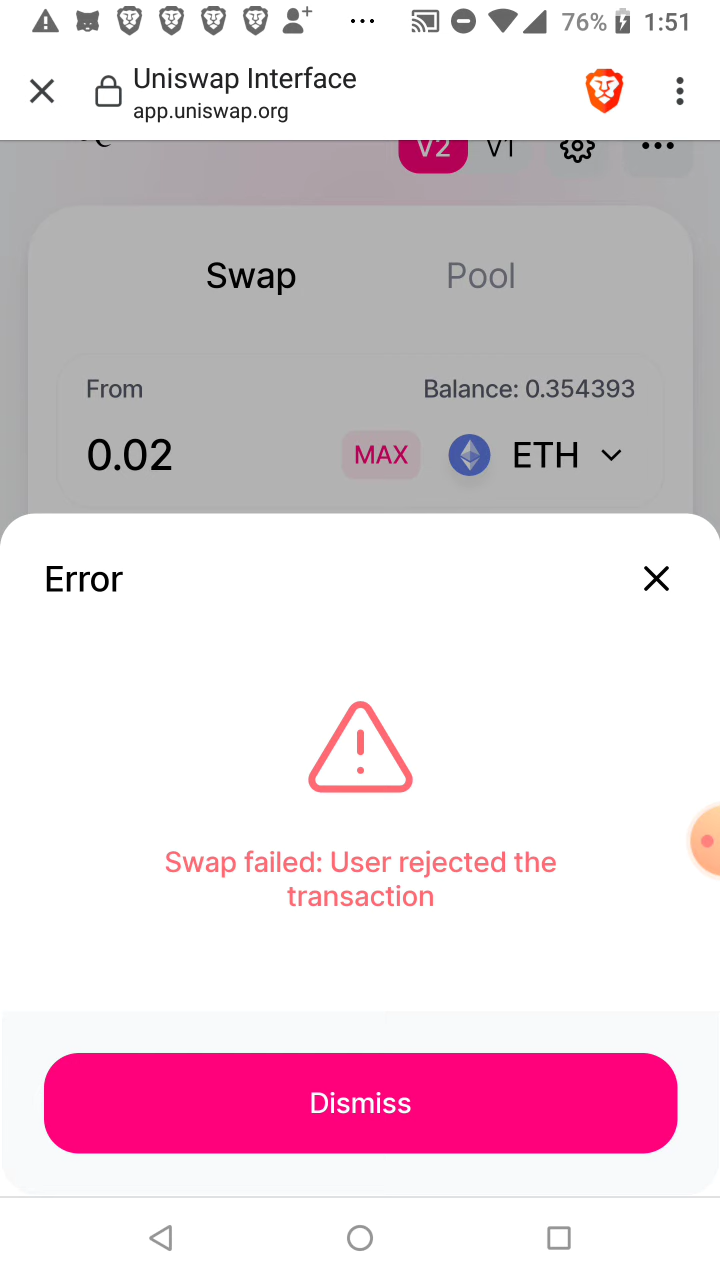 76% 1:51
Uniswap Interface
app.uniswap.org
V2 V1
Swap Pool
From Balance: 0.354393
0.02 MAX ETH
Error
Swap failed: User rejected the
transaction
Dismiss